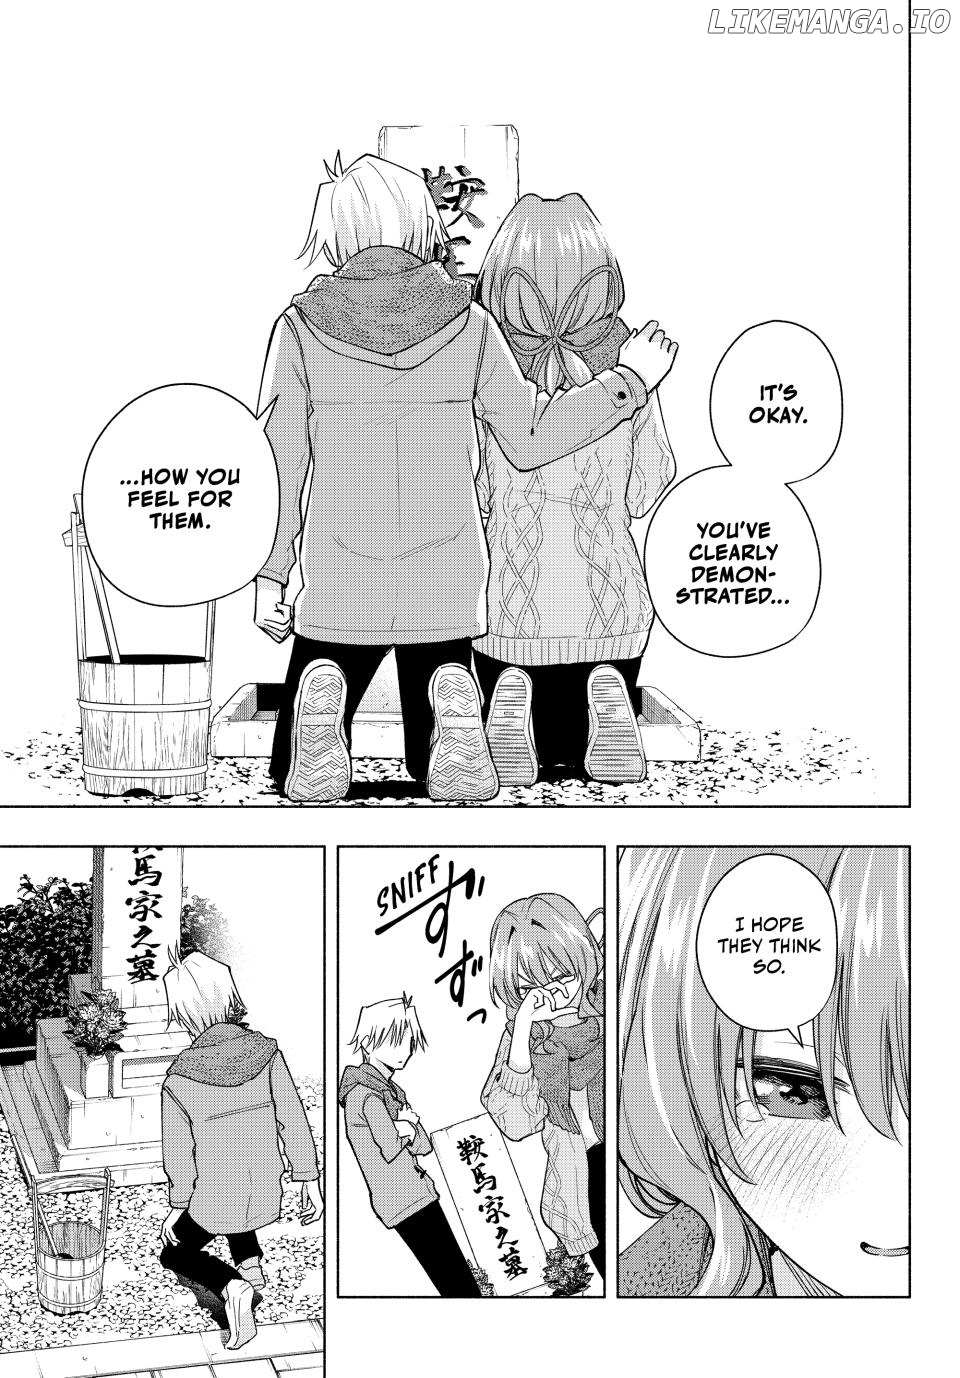 LIKEMANGA.IO
鞍
IT'S
OKAY.
YOU'VE
CLEARLY
DEMON-
STRATED...
...HOW YOU
FEEL FOR
THEM.
I HOPE
THEY THINK
SO.
SNIFF
ずずっ
鞍馬家之墓
馬家之墓